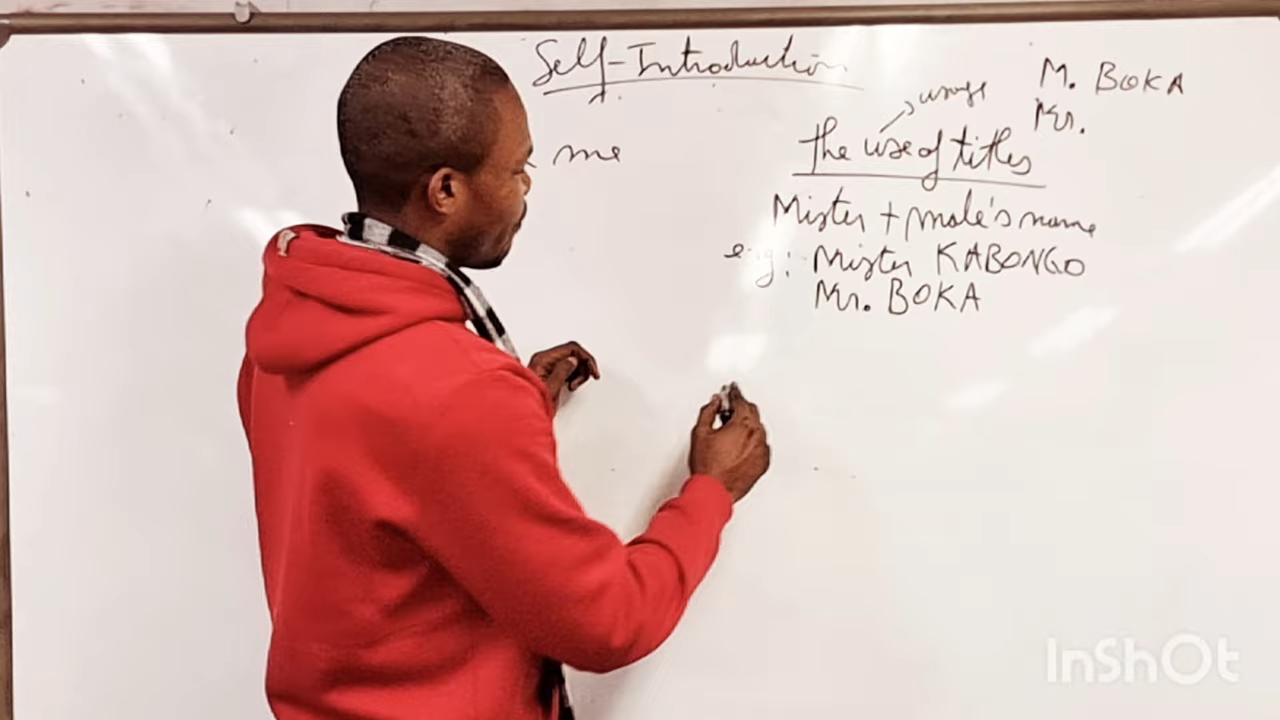 Self-Introduction
me
usage
M. BOKA
Mr.
The use of titles
Mister + male's name
e.g: Mister KABONGO
Mr. BOKA
InShOt